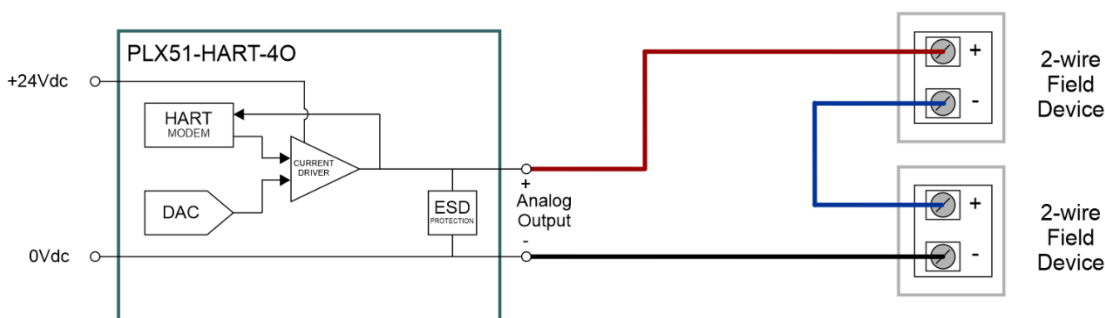 PLX51-HART-4O
+24Vdc
HART
MODEM
CURRENT
DRIVER
DAC
ESD
PROTECTION
0Vdc
+
Analog
Output
-
+
-
2-wire
Field
Device
+
-
2-wire
Field
Device